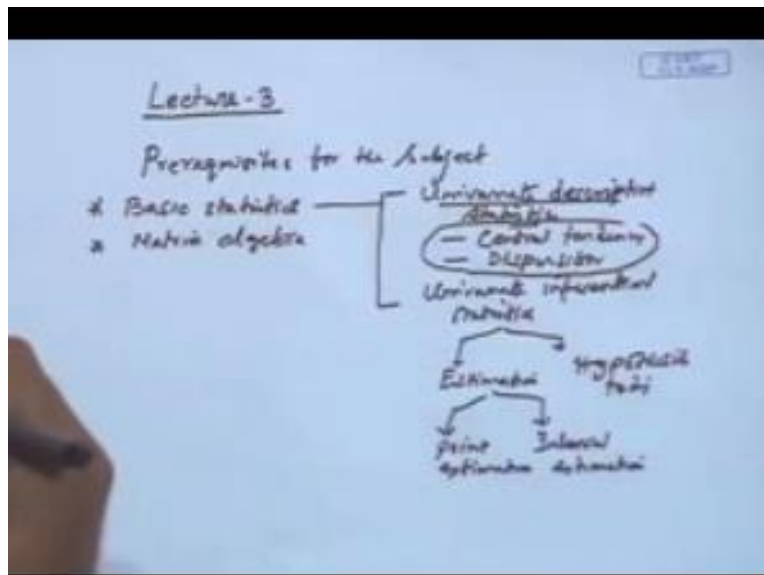 Lecture-3
Prerequisites for the Subject
* Basic statistics
* Matrix algebra
Univariate descriptive
statistics
— Central tendency
— Dispersion
Univariate inferential
statistics
Estimation
Hypothesis
test
point
estimation
Interval
estimation